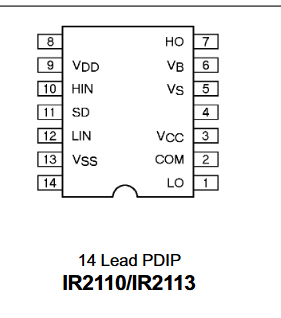 8 HO 7
9 VDD VB 6
10 HIN VS 5
11 SD 4
12 LIN VCC 3
13 VSS COM 2
14 LO 1
14 Lead PDIP
IR2110/IR2113